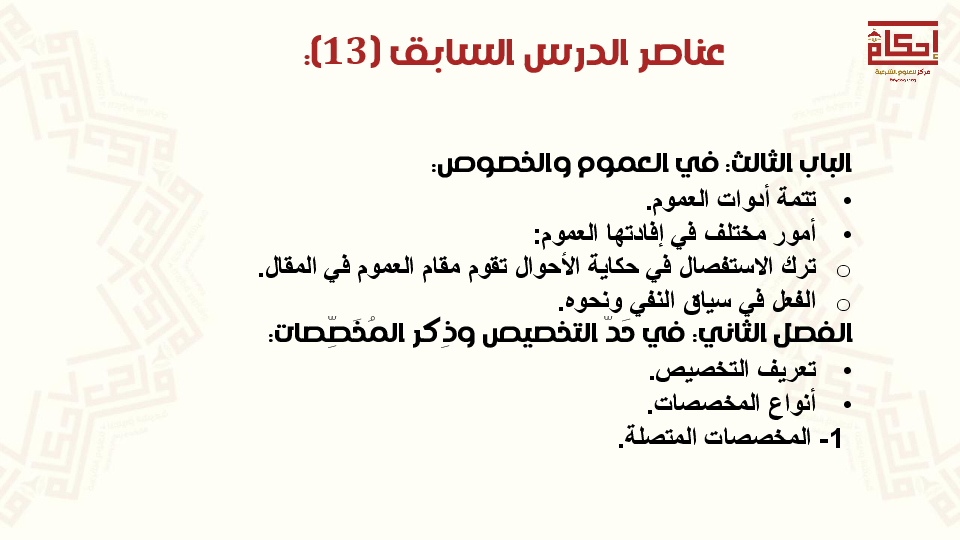 عناصر الدرس السابق (13):
إحكام
مركز للعلوم الشرعية
الباب الثالث: في العموم والخصوص:
• تتمة أدوات العموم.
• أمور مختلف في إفادتها العموم:
o ترك الاستفصال في حكاية الأحوال تقوم مقام العموم في المقال.
o الفعل في سياق النفي ونحوه.
الفصل الثاني: في حَدّ التخصيص وذِكر المُخَصِّصات:
• تعريف التخصيص.
• أنواع المخصصات.
1- المخصصات المتصلة.